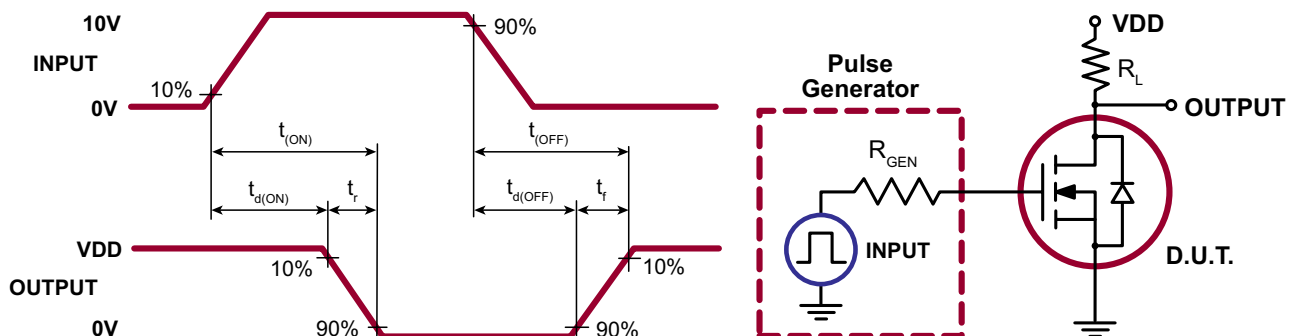 10V
INPUT
10%
0V
90%
t(ON)
t(OFF)
td(ON)
tr
td(OFF)
tf
VDD
OUTPUT
0V
10%
90%
90%
10%
Pulse
Generator
RGEN
INPUT
VDD
RL
OUTPUT
D.U.T.